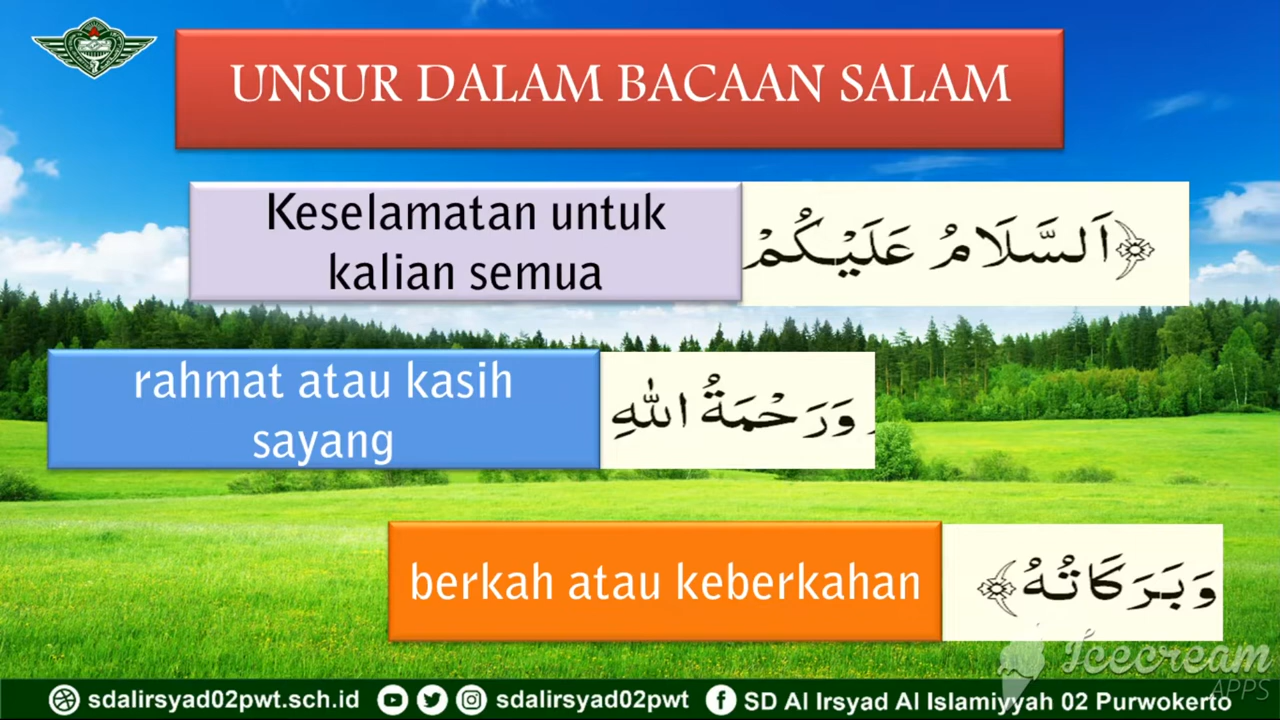 UNSUR DALAM BACAAN SALAM
Keselamatan untuk
kalian semua
﴿اَلسَّلَامُ عَلَيْكُمْ
rahmat atau kasih
sayang
وَرَحْمَةُ اللهِ
berkah atau keberkahan
وَبَرَكَاتُهُ﴾
Icecream
APPS
sdalirsyad02pwt.sch.id sdalirsyad02pwt SD Al Irsyad Al Islamiyyah 02 Purwokerto